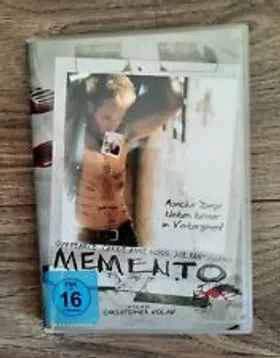 Manche Dinge
bleiben besser
im Verborgenen!
GUY PEARCE CARRIE-ANNE MOSS JOE PANTOLIANO
MEMENTO
FSK
16
CHRISTOPHER NOLAN